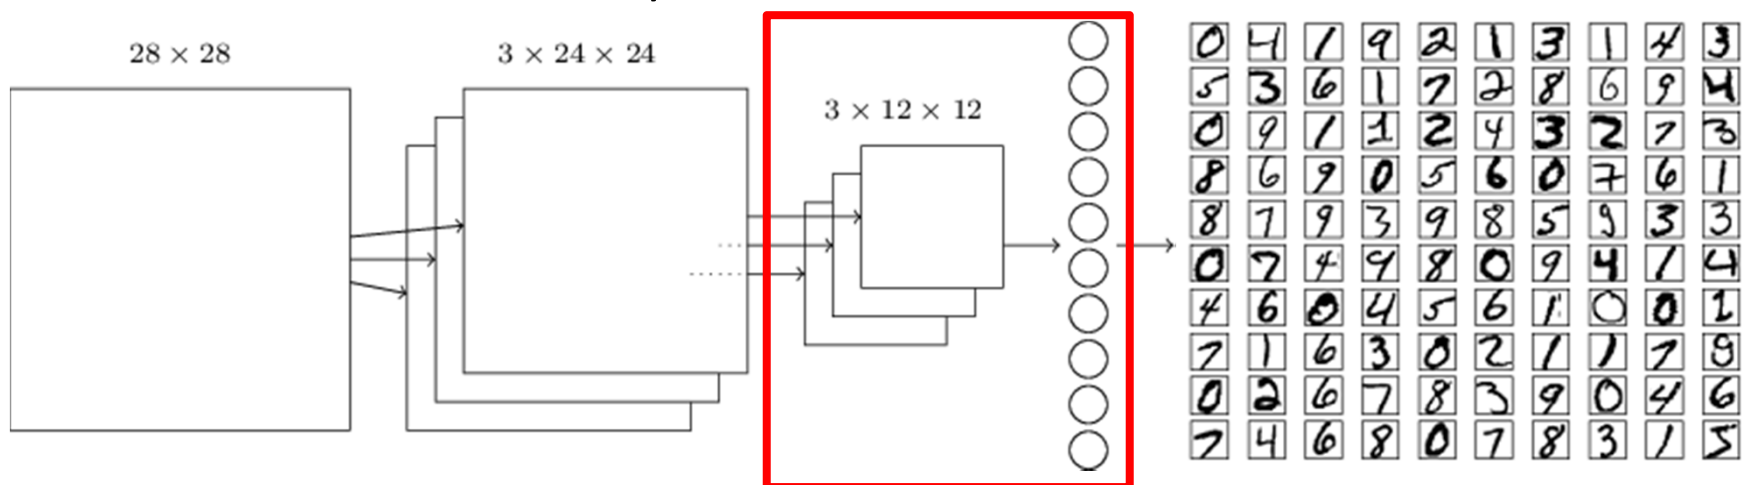 28 × 28
3 × 24 × 24
3 × 12 × 12
0 4 1 9 2 1 3 1 4 3
5 3 6 1 7 2 8 6 9 4
0 9 1 1 2 4 3 2 7 3
8 6 9 0 5 6 0 7 6 1
8 7 9 3 9 8 5 9 3 3
0 7 4 9 8 0 9 4 1 4
4 6 0 4 5 6 1 0 0 1
7 1 6 3 0 2 1 1 7 9
0 2 6 7 8 3 9 0 4 6
7 4 6 8 0 7 8 3 1 5